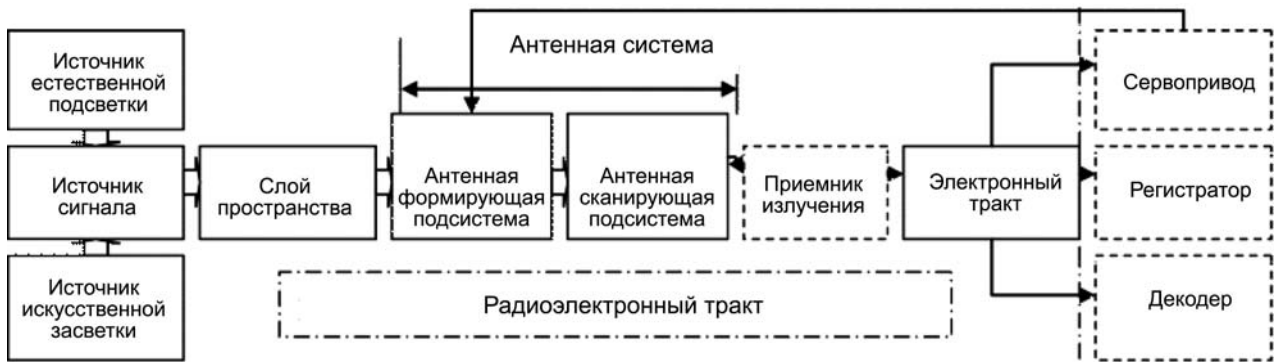 Антенная система
Источник
естественной
подсветки
Сервопривод
Источник
сигнала
Слой
пространства
Антенная
формирующая
подсистема
Антенная
сканирующая
подсистема
Приемник
излучения
Электронный
тракт
Регистратор
Источник
искусственной
засветки
Радиоэлектронный тракт
Декодер